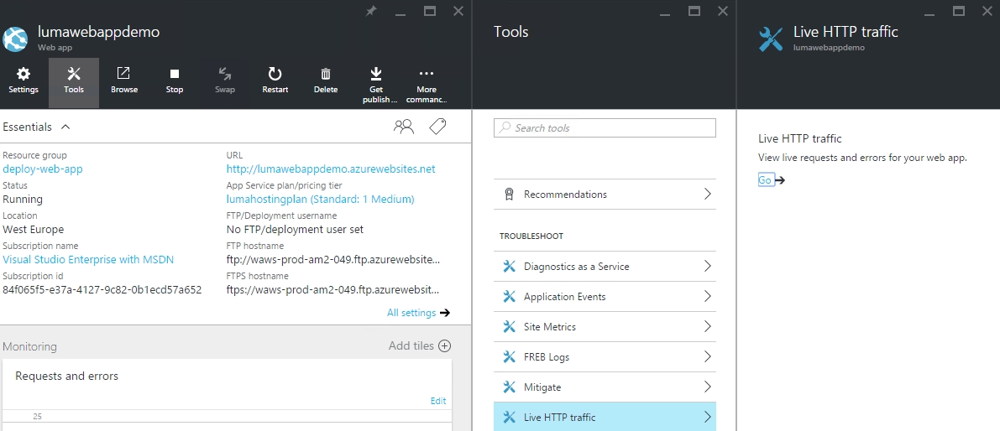 lumawebappdemo
Web app
Settings
Tools
Browse
Stop
Swap
Restart
Delete
Get publish ...
More commanc...
Essentials
Resource group
deploy-web-app
Status
Running
Location
West Europe
Subscription name
Visual Studio Enterprise with MSDN
Subscription id
84f065f5-e37a-4127-9c82-0b1ecd57a652
URL
http://lumawebappdemo.azurewebsites.net
App Service plan/pricing tier
lumahostingplan (Standard: 1 Medium)
FTP/Deployment username
No FTP/deployment user set
FTP hostname
ftp://waws-prod-am2-049.ftp.azurewebsite...
FTPS hostname
ftps://waws-prod-am2-049.ftp.azurewebsit...
All settings
Monitoring
Add tiles
Requests and errors
Edit
25
Tools
Search tools
Recommendations
TROUBLESHOOT
Diagnostics as a Service
Application Events
Site Metrics
FREB Logs
Mitigate
Live HTTP traffic
Live HTTP traffic
lumawebappdemo
Live HTTP traffic
View live requests and errors for your web app.
Go